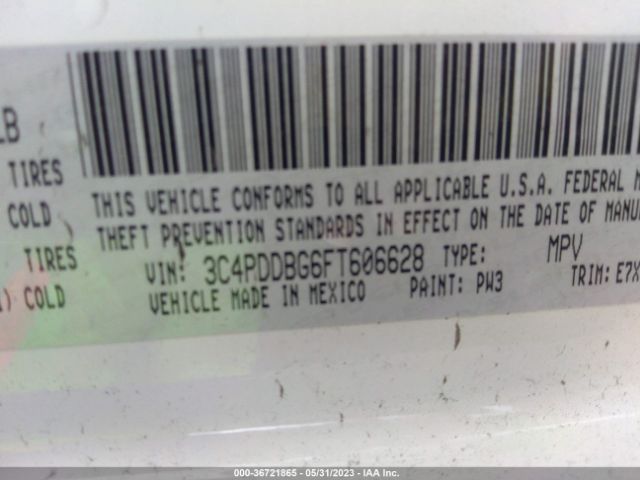 LB
TIRES
COLD
TIRES
COLD
THIS VEHICLE CONFORMS TO ALL APPLICABLE U.S.A. FEDERAL M
THEFT PREVENTION STANDARDS IN EFFECT ON THE DATE OF MANU
VIN: 3C4PDDBG6FT606628 TYPE: MPV
VEHICLE MADE IN MEXICO PAINT: PW3 TRIM: E7X
000-36721865 - 05/31/2023 - IAA Inc.